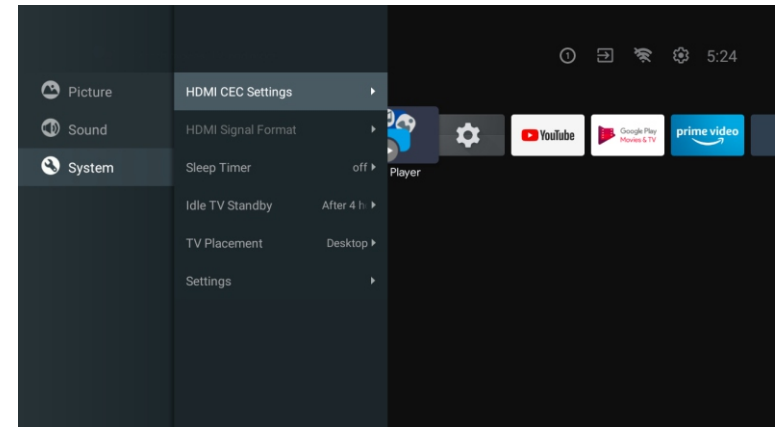 1
5:24
Picture
Sound
System
HDMI CEC Settings
HDMI Signal Format
Sleep Timer off
Idle TV Standby After 4 h
TV Placement Desktop
Settings
Player
YouTube
Google Play
Movies & TV
prime video